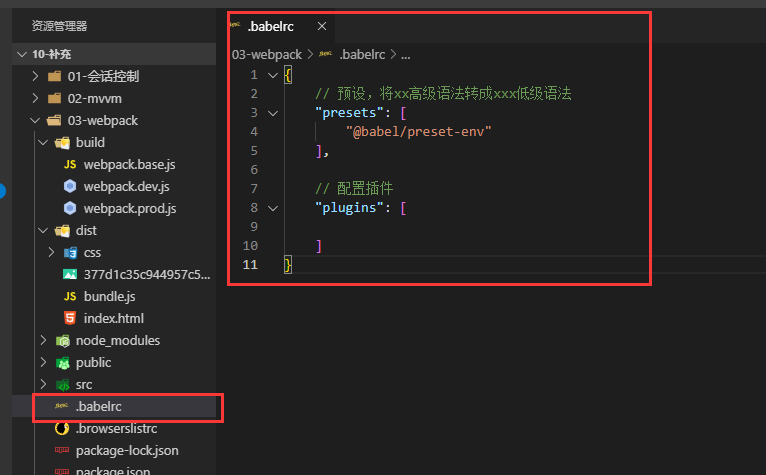 资源管理器
10-补充
01-会话控制
02-mvvm
03-webpack
build
JS webpack.base.js
webpack.dev.js
webpack.prod.js
dist
css
377d1c35c944957c5...
JS bundle.js
index.html
node_modules
public
src
.babelrc
.browserslistrc
package-lock.json
package.json
.babelrc ×
03-webpack > .babelrc > ...
1 {
2 // 预设，将xx高级语法转成xxx低级语法
3 "presets": [
4 "@babel/preset-env"
5 ],
6
7 // 配置插件
8 "plugins": [
9
10 ]
11 }